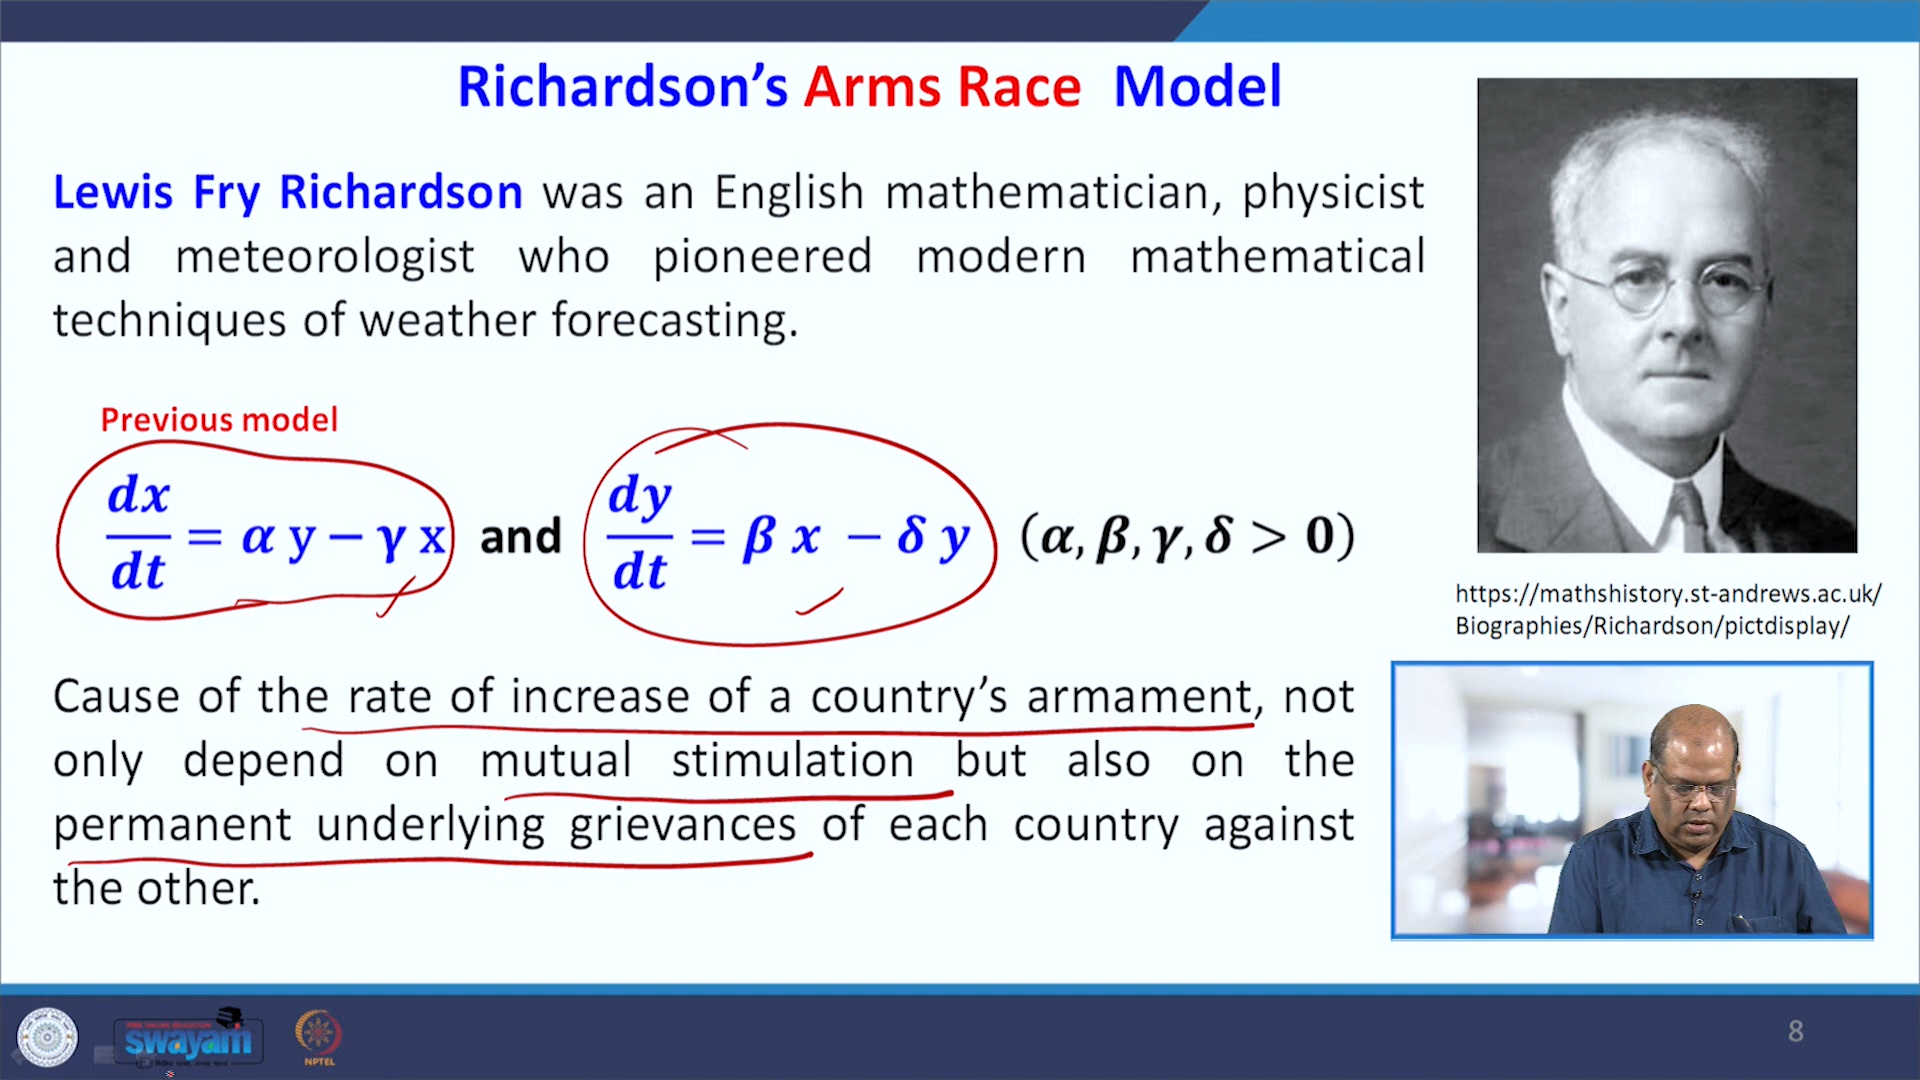 Richardson's Arms Race Model
Lewis Fry Richardson was an English mathematician, physicist
and meteorologist who pioneered modern mathematical
techniques of weather forecasting.
Previous model
dx/dt = α y − γ x and dy/dt = β x − δ y (α, β, γ, δ > 0)
https://mathshistory.st-andrews.ac.uk/
Biographies/Richardson/pictdisplay/
Cause of the rate of increase of a country's armament, not
only depend on mutual stimulation but also on the
permanent underlying grievances of each country against
the other.
FREE ONLINE EDUCATION
swayam
NPTEL
8